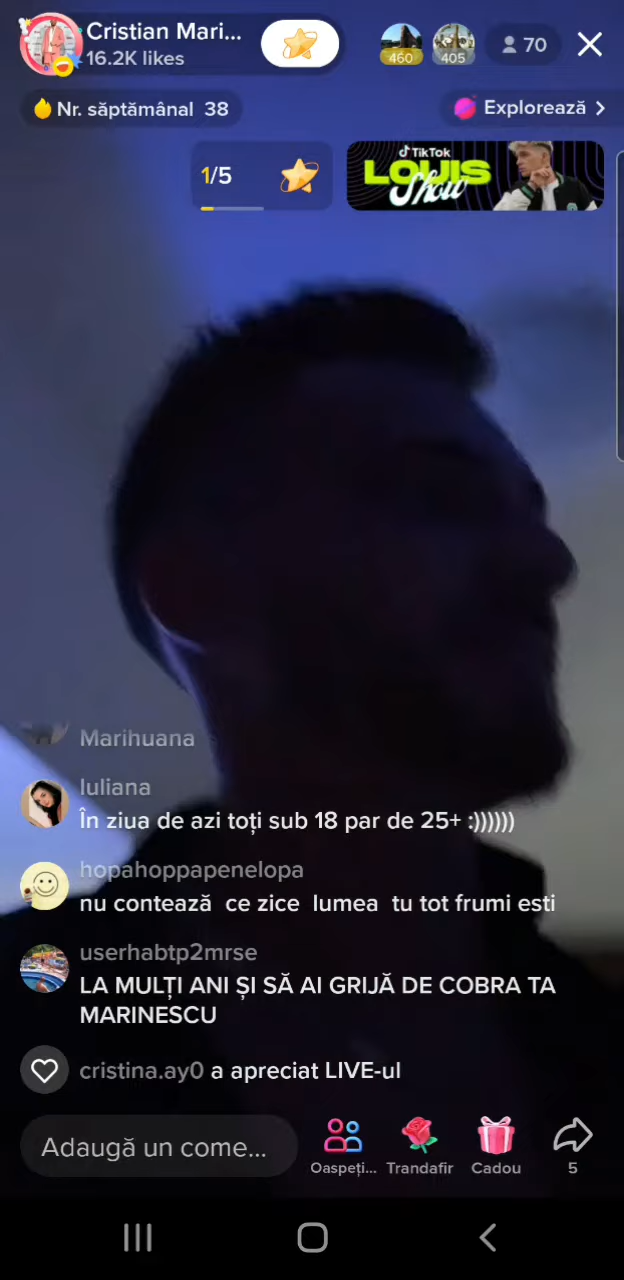 Cristian Mari...
16.2K likes
460
405
70
Nr. săptămânal 38
Explorează >
1/5
TikTok
LOUIS
Show
Marihuana
Iuliana
În ziua de azi toți sub 18 par de 25+ :))))))
hopahoppapenelopa
nu contează ce zice lumea tu tot frumi esti
userhabtp2mrse
LA MULȚI ANI ȘI SĂ AI GRIJĂ DE COBRA TA
MARINESCU
cristina.ay0 a apreciat LIVE-ul
Adaugă un come...
Oaspeți...
Trandafir
Cadou
5